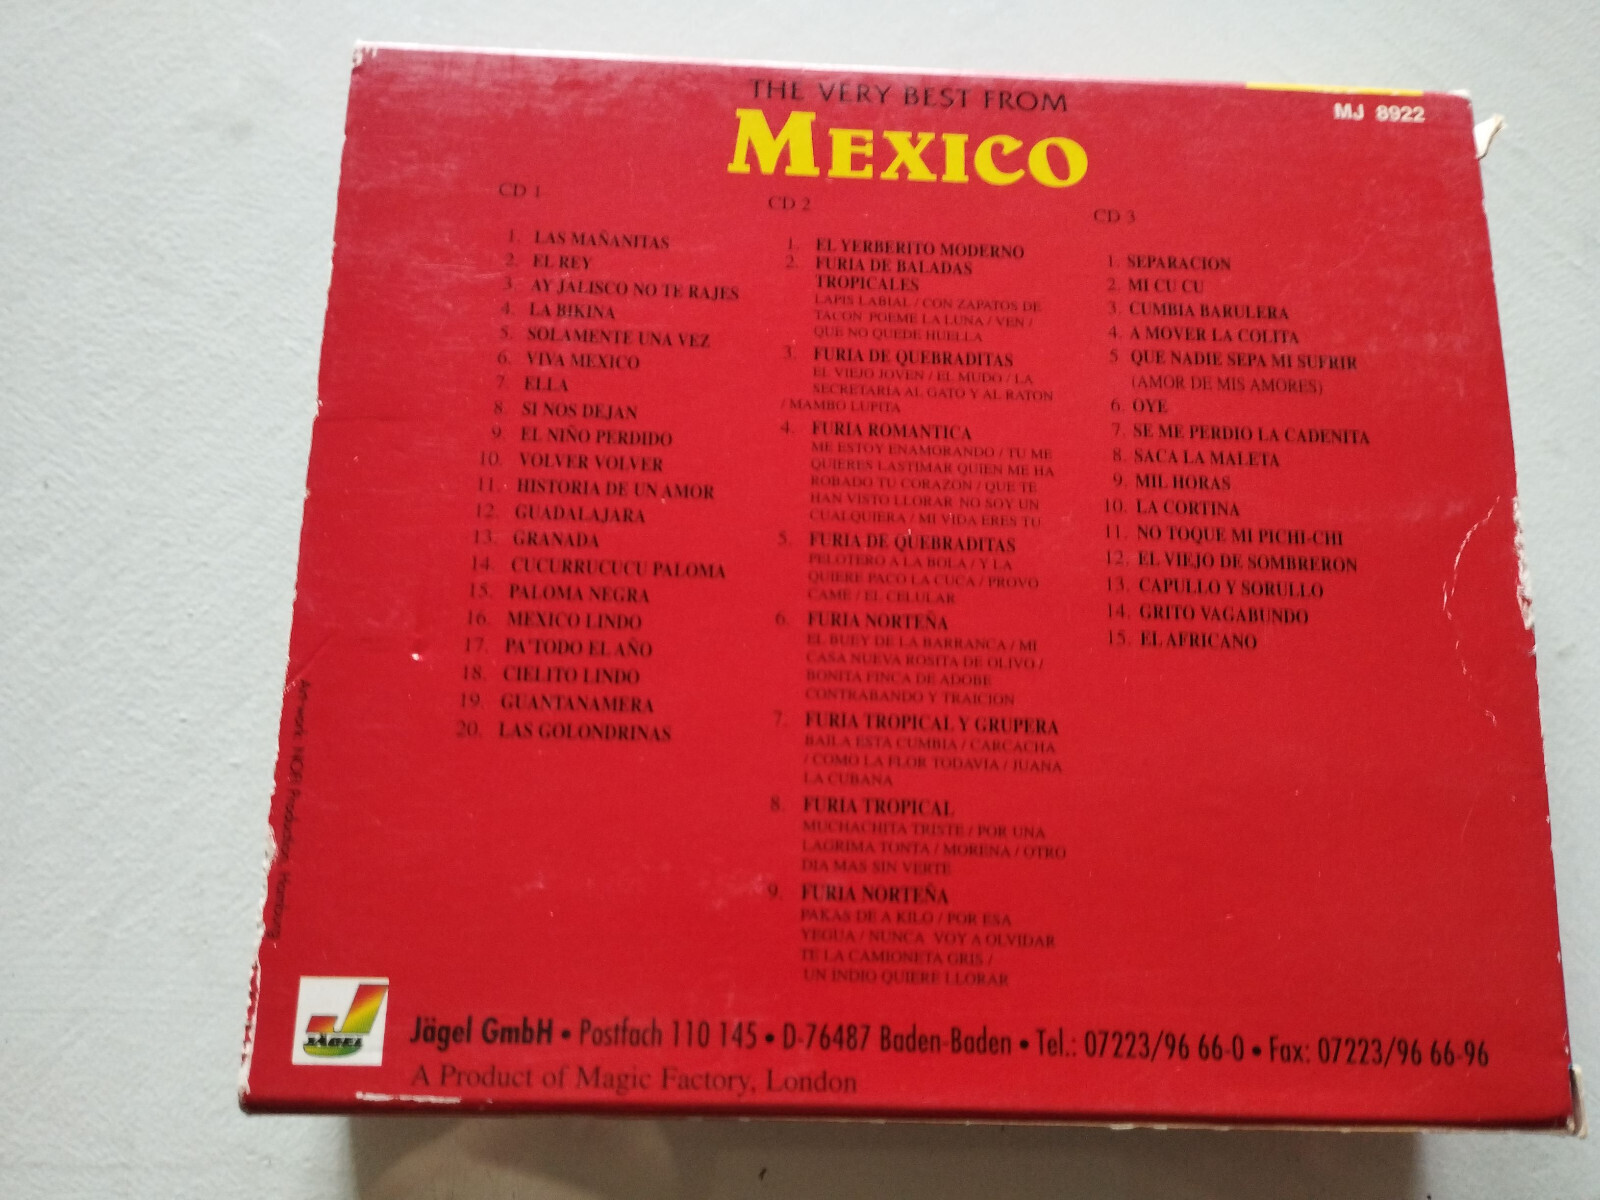 THE VERY BEST FROM
MEXICO
MJ 8922
CD 1
1. LAS MAÑANITAS
2. EL REY
3. AY JALISCO NO TE RAJES
4. LA BIKINA
5. SOLAMENTE UNA VEZ
6. VIVA MEXICO
7. ELLA
8. SI NOS DEJAN
9. EL NIÑO PERDIDO
10. VOLVER VOLVER
11. HISTORIA DE UN AMOR
12. GUADALAJARA
13. GRANADA
14. CUCURRUCUCU PALOMA
15. PALOMA NEGRA
16. MEXICO LINDO
17. PA'TODO EL AÑO
18. CIELITO LINDO
19. GUANTANAMERA
20. LAS GOLONDRINAS
CD 2
1. EL YERBERITO MODERNO
2. FURIA DE BALADAS
TROPICALES
LAPIS LABIAL / CON ZAPATOS DE
TACON POEME LA LUNA / VEN /
QUE NO QUEDE HUELLA
3. FURIA DE QUEBRADITAS
EL VIEJO JOVEN / EL MUDO / LA
SECRETARIA AL GATO Y AL RATON
/ MAMBO LUPITA
4. FURIA ROMANTICA
ME ESTOY ENAMORANDO / TU ME
QUIERES LASTIMAR QUIEN ME HA
ROBADO TU CORAZON / QUE TE
HAN VISTO LLORAR NO SOY UN
CUALQUIERA / MI VIDA ERES TU
5. FURIA DE QUEBRADITAS
PELOTERO A LA BOLA / Y LA
QUIERE PACO LA CUCA / PROVO
CAME / EL CELULAR
6. FURIA NORTEÑA
EL BUEY DE LA BARRANCA / MI
CASA NUEVA ROSITA DE OLIVO /
BONITA FINCA DE ADOBE
CONTRABANDO Y TRAICION
7. FURIA TROPICAL Y GRUPERA
BAILA ESTA CUMBIA / CARCACHA
/ COMO LA FLOR TODAVIA / JUANA
LA CUBANA
8. FURIA TROPICAL
MUCHACHITA TRISTE / POR UNA
LAGRIMA TONTA / MORENA / OTRO
DIA MAS SIN VERTE
9. FURIA NORTEÑA
PAKAS DE A KILO / POR ESA
YEGUA / NUNCA VOY A OLVIDAR
TE LA CAMIONETA GRIS /
UN INDIO QUIERE LLORAR
CD 3
1. SEPARACION
2. MI CU CU
3. CUMBIA BARULERA
4. A MOVER LA COLITA
5 QUE NADIE SEPA MI SUFRIR
(AMOR DE MIS AMORES)
6. OYE
7. SE ME PERDIO LA CADENITA
8. SACA LA MALETA
9. MIL HORAS
10. LA CORTINA
11. NO TOQUE MI PICHI-CHI
12. EL VIEJO DE SOMBRERON
13. CAPULLO Y SORULLO
14. GRITO VAGABUNDO
15. EL AFRICANO
Artwork: NOB Production, Hamburg
J
JÄGEL
Jägel GmbH • Postfach 110 145 • D-76487 Baden-Baden • Tel.: 07223/96 66-0 • Fax: 07223/96 66-96
A Product of Magic Factory, London